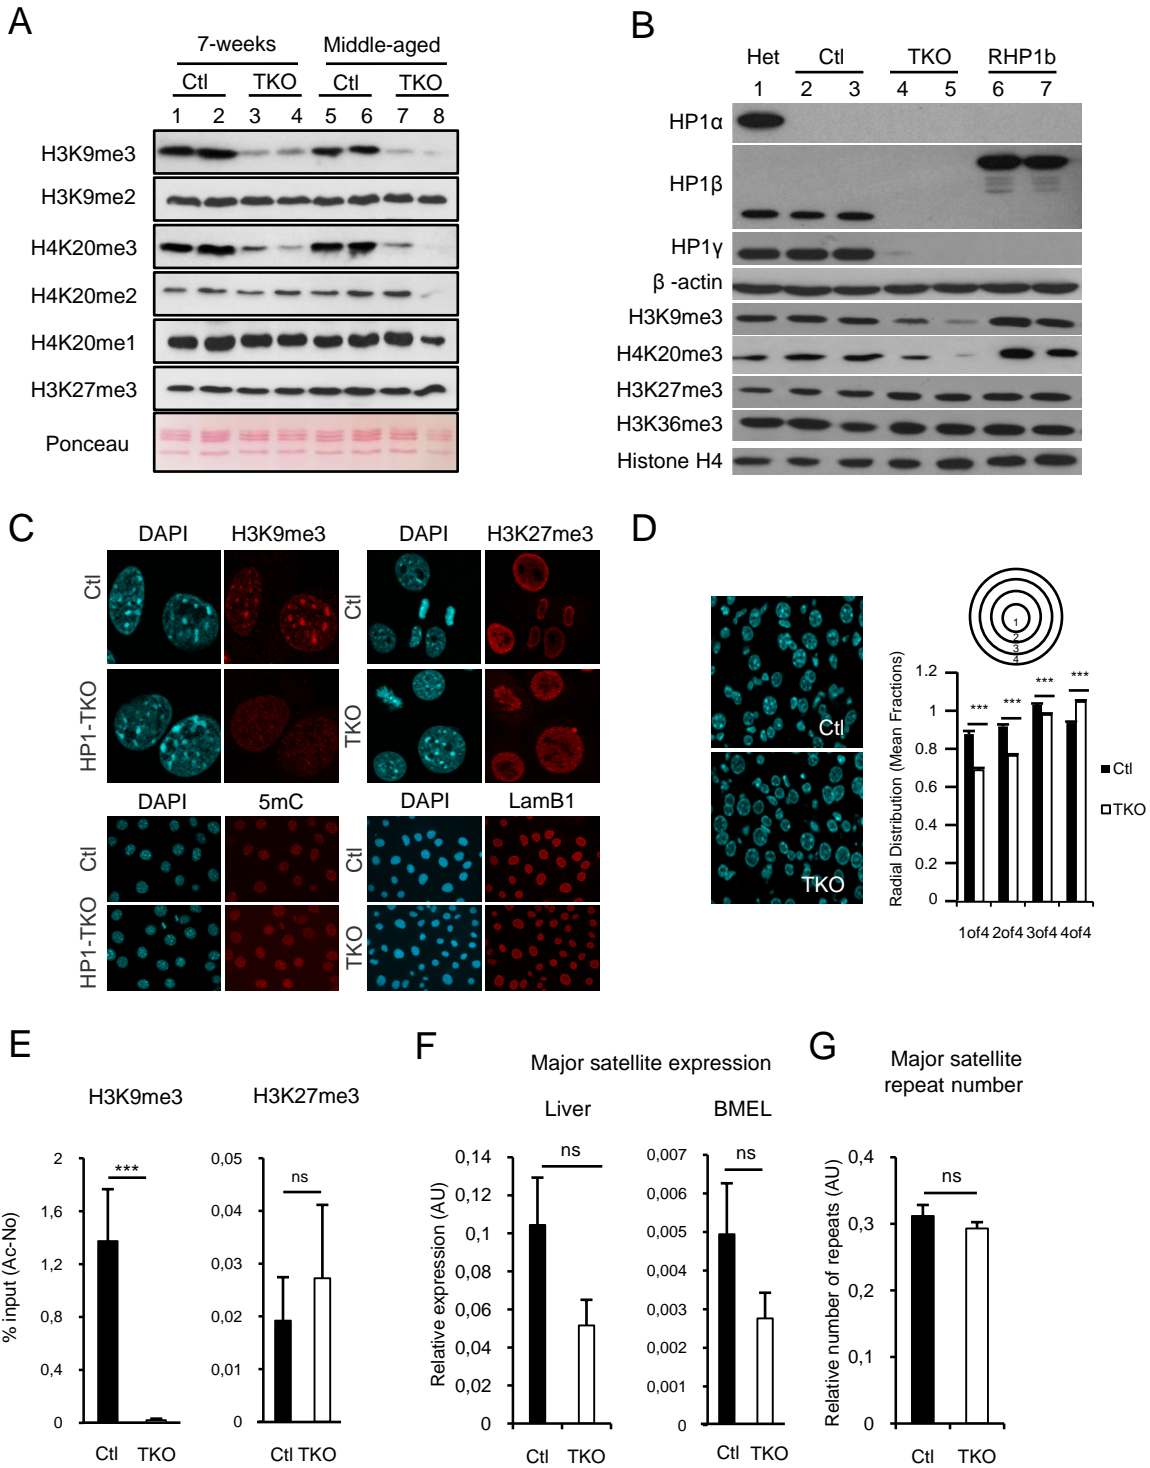 A
7-weeks Middle-aged
Ctl TKO Ctl TKO
1 2 3 4 5 6 7 8
H3K9me3
H3K9me2
H4K20me3
H4K20me2
H4K20me1
H3K27me3
Ponceau
B
Het Ctl TKO RHP1b
1 2 3 4 5 6 7
HP1α
HP1β
HP1γ
β -actin
H3K9me3
H4K20me3
H3K27me3
H3K36me3
Histone H4
C
DAPI H3K9me3 DAPI H3K27me3
Ctl Ctl
HP1-TKO TKO
DAPI 5mC DAPI LamB1
Ctl Ctl
HP1-TKO TKO
D
Ctl
TKO
1
2
3
4
Radial Distribution (Mean Fractions)
1.2
1
0.8
0.6
0.4
0.2
0
*** *** *** ***
Ctl
TKO
1of4 2of4 3of4 4of4
E
H3K9me3
% input (Ac-No)
2
1,6
1,2
0,8
0,4
0
***
Ctl TKO
H3K27me3
0,05
0,04
0,03
0,02
0,01
0
ns
Ctl TKO
F
Major satellite expression
Liver
Relative expression (AU)
0,14
0,12
0,1
0,08
0,06
0,04
0,02
0
ns
Ctl TKO
BMEL
0,007
0,006
0,005
0,004
0,003
0,002
0,001
0
ns
Ctl TKO
G
Major satellite
repeat number
Relative number of repeats (AU)
0,4
0,3
0,2
0,1
0
ns
Ctl TKO